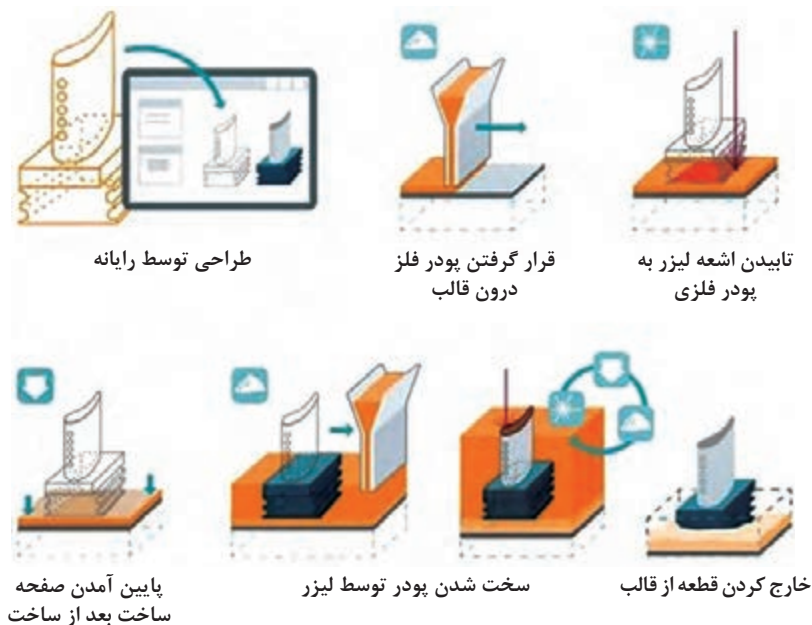 طراحی توسط رایانه
قرار گرفتن پودر فلز
درون قالب
تابیدن اشعه لیزر به
پودر فلزی
پایین آمدن صفحه
ساخت بعد از ساخت
سخت شدن پودر توسط لیزر
خارج کردن قطعه از قالب